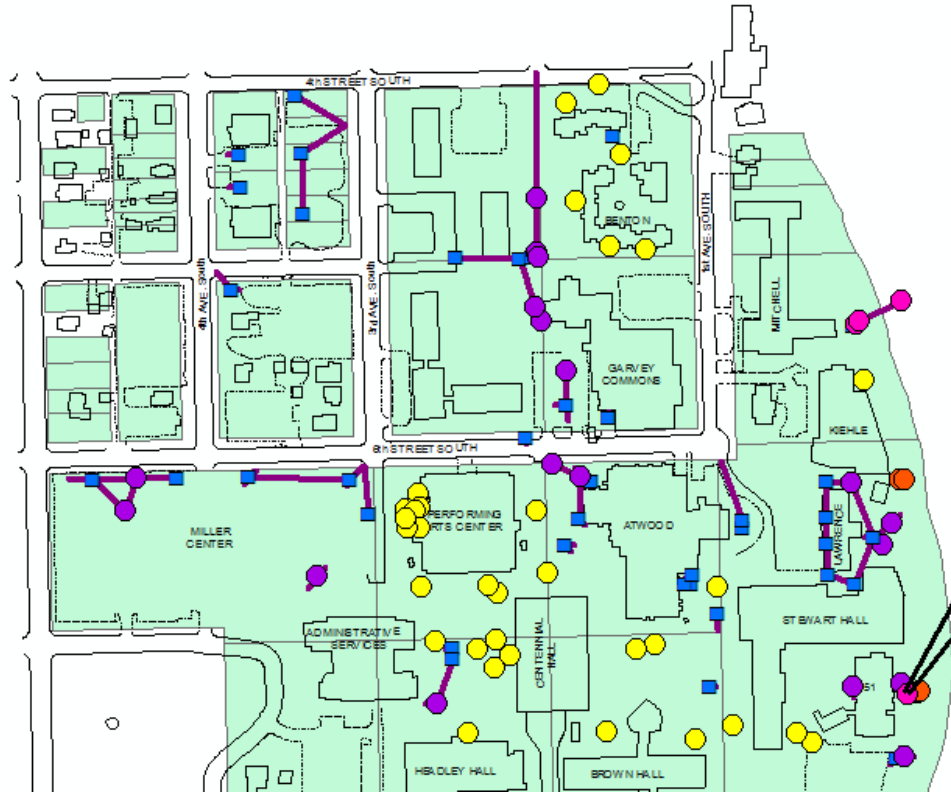 4th STREET SOUTH
1st AVE. SOUTH
BENTON
4th AVE. South
3rd AVE. South
MITCHELL
GARVEY
COMMONS
KIEHLE
6th STREET SOUTH
PERFORMING
RTS CENTER
ATWOOD
MILLER
CENTER
LAWRENCE
STEWART HALL
ADMINISTRATIVE
SERVICES
CENTENNIAL
HALL
51
HEADLEY HALL
BROWN HALL